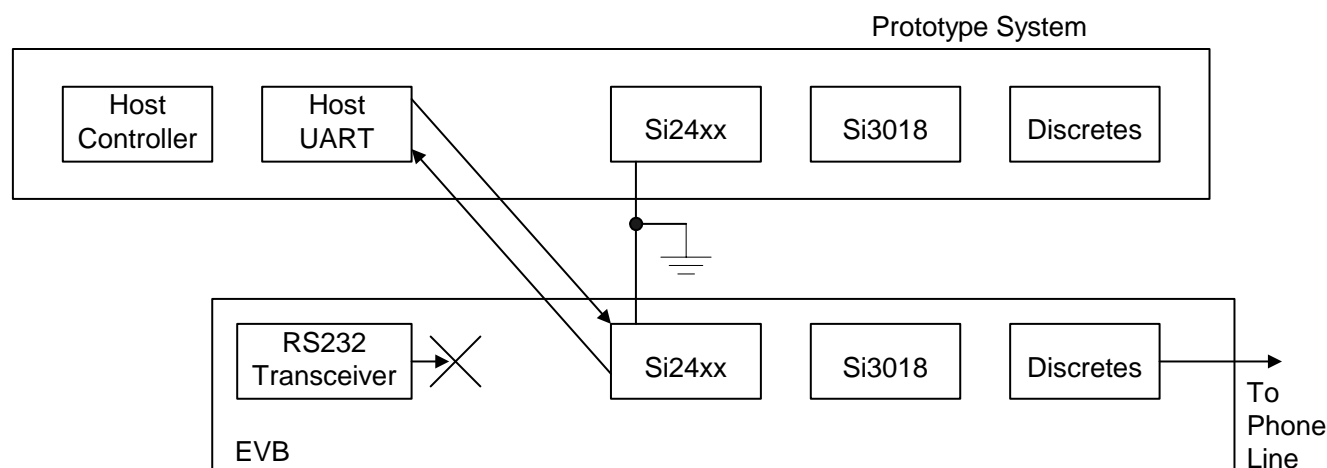 Prototype System
Host
Controller
Host
UART
Si24xx
Si3018
Discretes
RS232
Transceiver
Si24xx
Si3018
Discretes
To
Phone
Line
EVB